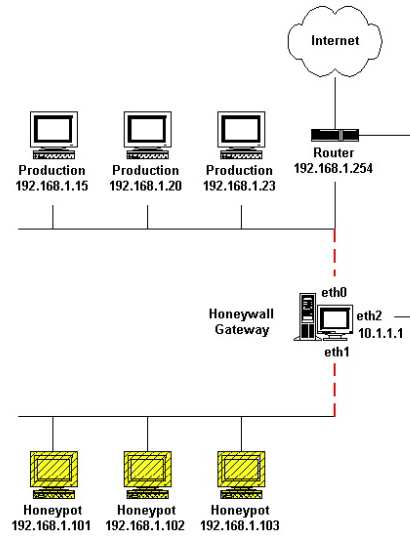 Internet
Router
192.168.1.254
Production
192.168.1.15
Production
192.168.1.20
Production
192.168.1.23
eth0
Honeywall
Gateway
eth2
10.1.1.1
eth1
Honeypot
192.168.1.101
Honeypot
192.168.1.102
Honeypot
192.168.1.103